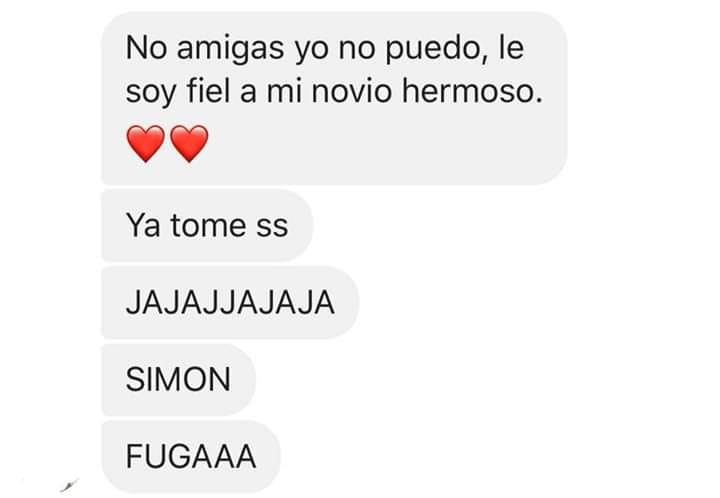 No amigas yo no puedo, le
soy fiel a mi novio hermoso.
❤️❤️
Ya tome ss
JAJAJJAJAJA
SIMON
FUGAAA